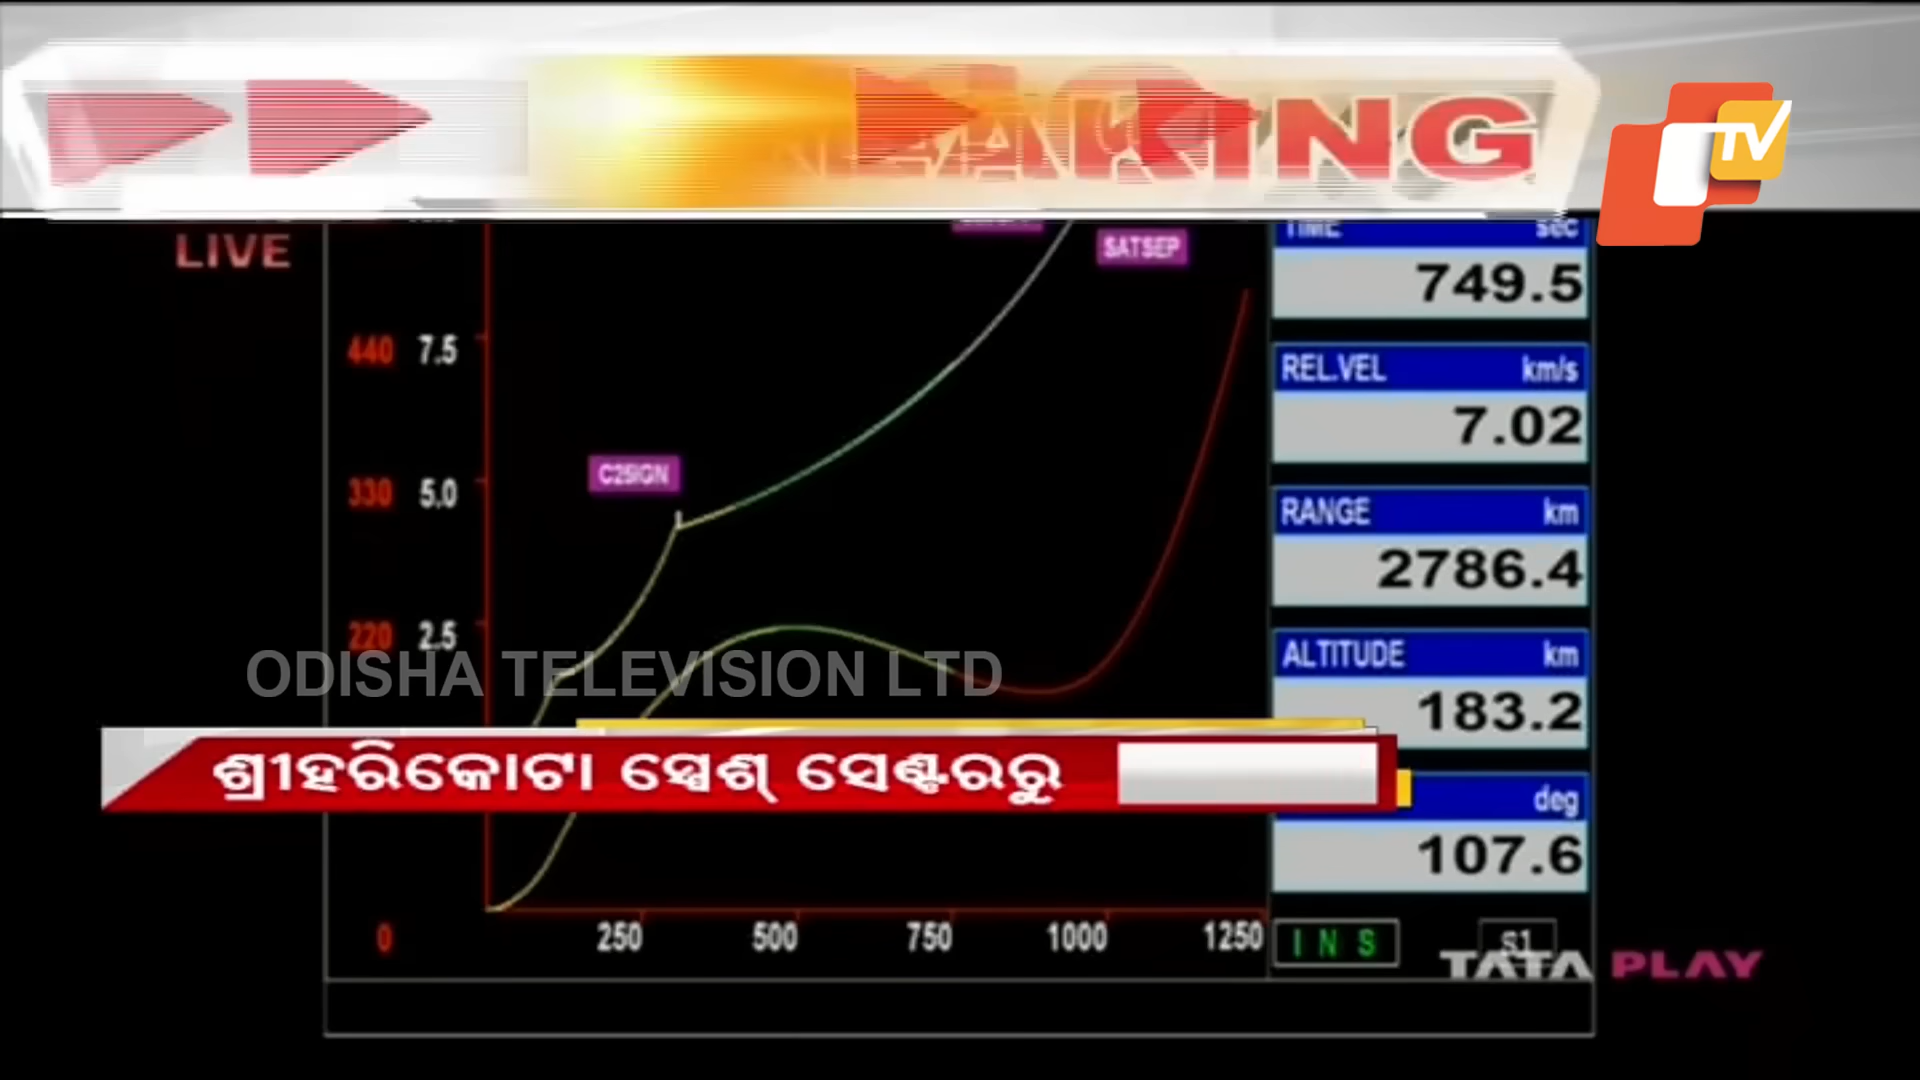 BREAKING
TV
LIVE
TIME sec
749.5
SATSEP
440 7.5
REL.VEL km/s
7.02
C25IGN
330 5.0
RANGE km
2786.4
220 2.5
ALTITUDE km
183.2
ODISHA TELEVISION LTD
ଶ୍ରୀହରିକୋଟା ସ୍ପେଶ୍ ସେଣ୍ଟରରୁ
deg
107.6
0 250 500 750 1000 1250
INS S1
TATA PLAY